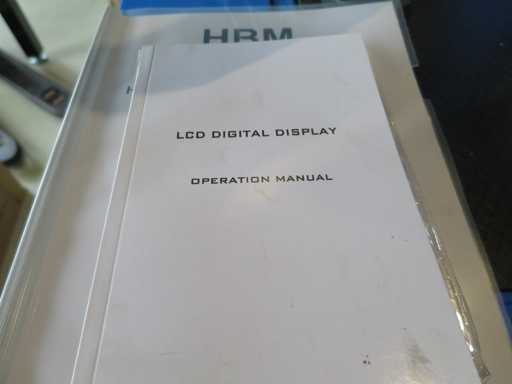 HRM
LCD DIGITAL DISPLAY
OPERATION MANUAL